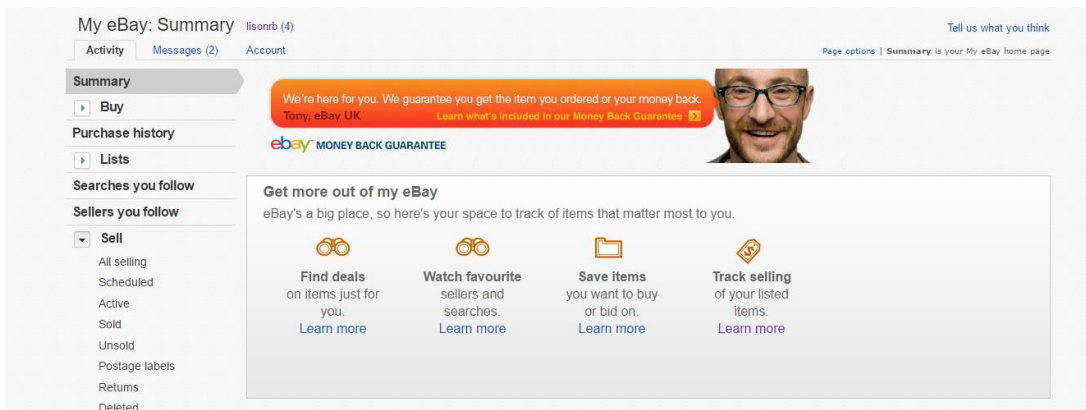 My eBay: Summary lisonrb (4)
Tell us what you think
Activity Messages (2) Account
Page options | Summary is your My eBay home page
Summary
Buy
Purchase history
Lists
Searches you follow
Sellers you follow
Sell
All selling
Scheduled
Active
Sold
Unsold
Postage labels
Returns
Deleted
We're here for you. We guarantee you get the item you ordered or your money back.
Tony, eBay UK Learn what's included in our Money Back Guarantee
ebay™ MONEY BACK GUARANTEE
Get more out of my eBay
eBay's a big place, so here's your space to track of items that matter most to you.
Find deals
on items just for
you.
Learn more
Watch favourite
sellers and
searches.
Learn more
Save items
you want to buy
or bid on.
Learn more
Track selling
of your listed
items.
Learn more